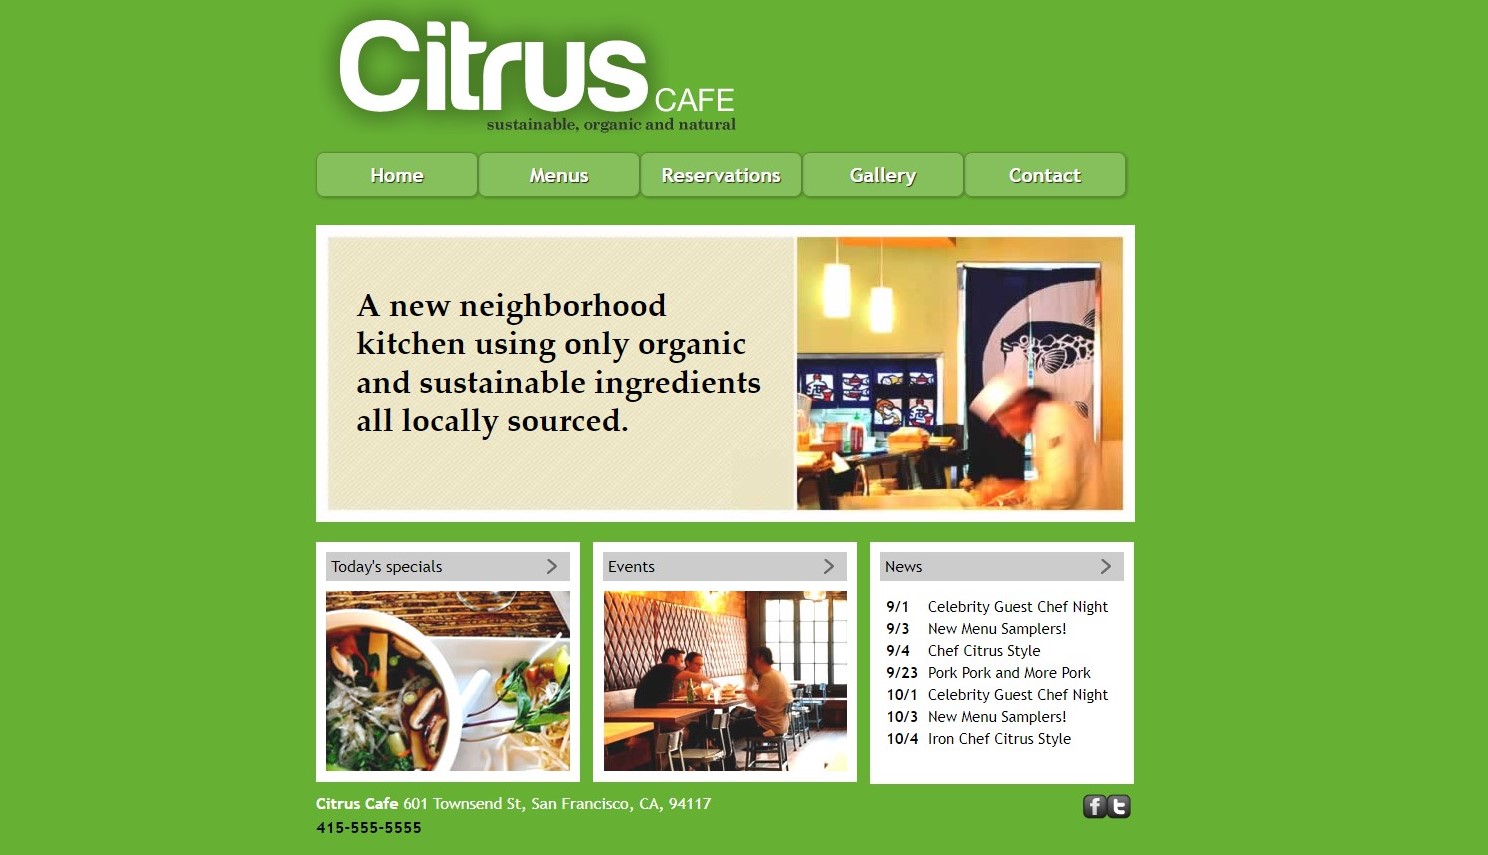 Citrus CAFE
sustainable, organic and natural
Home Menus Reservations Gallery Contact
A new neighborhood
kitchen using only organic
and sustainable ingredients
all locally sourced.
Today's specials
Events
News
9/1 Celebrity Guest Chef Night
9/3 New Menu Samplers!
9/4 Chef Citrus Style
9/23 Pork Pork and More Pork
10/1 Celebrity Guest Chef Night
10/3 New Menu Samplers!
10/4 Iron Chef Citrus Style
Citrus Cafe 601 Townsend St, San Francisco, CA, 94117
415-555-5555